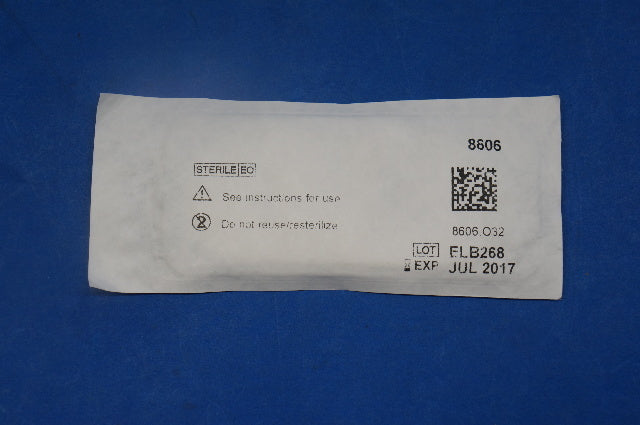 8606
STERILE EO
See instructions for use
Do not reuse/resterilize
8606.O32
LOT ELB268
EXP JUL 2017